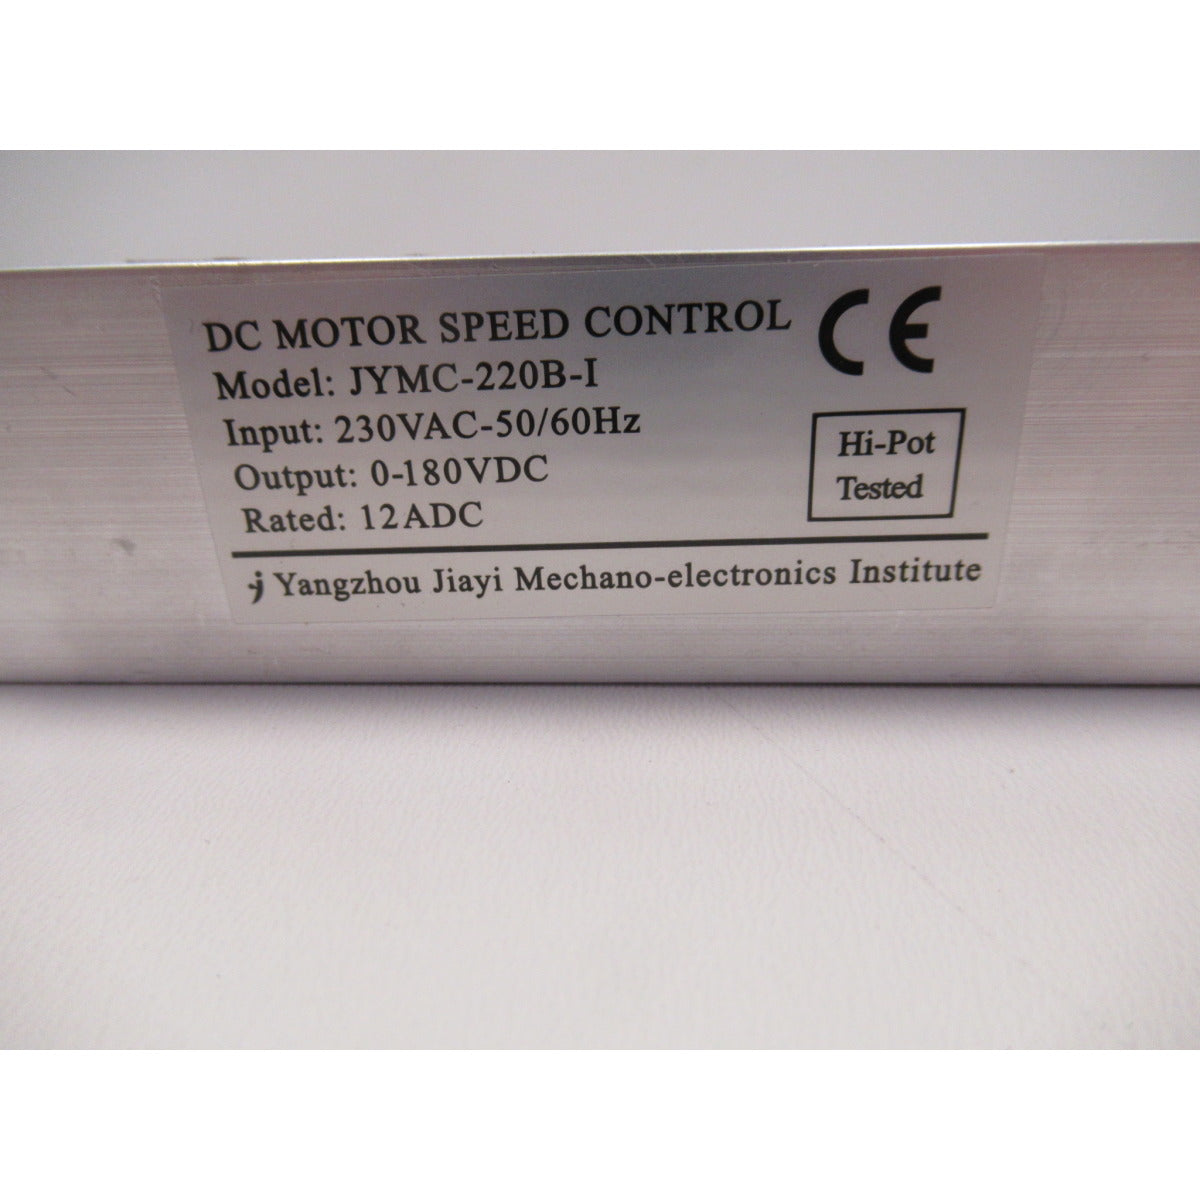 DC MOTOR SPEED CONTROL
CE
Model: JYMC-220B-I
Input: 230VAC-50/60Hz
Output: 0-180VDC
Rated: 12ADC
Hi-Pot
Tested
Yangzhou Jiayi Mechano-electronics Institute